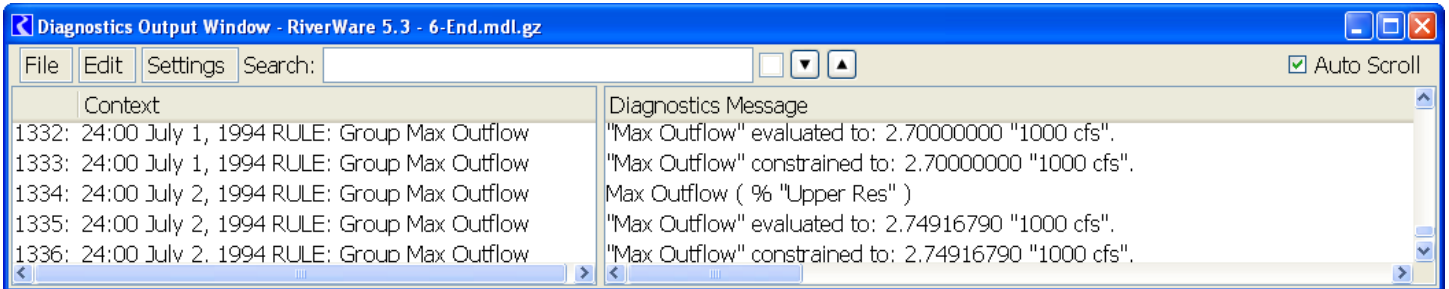 Diagnostics Output Window - RiverWare 5.3 - 6-End.mdl.gz
File Edit Settings Search: Auto Scroll
Context Diagnostics Message
1332: 24:00 July 1, 1994 RULE: Group Max Outflow "Max Outflow" evaluated to: 2.70000000 "1000 cfs".
1333: 24:00 July 1, 1994 RULE: Group Max Outflow "Max Outflow" constrained to: 2.70000000 "1000 cfs".
1334: 24:00 July 2, 1994 RULE: Group Max Outflow Max Outflow ( % "Upper Res" )
1335: 24:00 July 2, 1994 RULE: Group Max Outflow "Max Outflow" evaluated to: 2.74916790 "1000 cfs".
1336: 24:00 July 2, 1994 RULE: Group Max Outflow "Max Outflow" constrained to: 2.74916790 "1000 cfs".